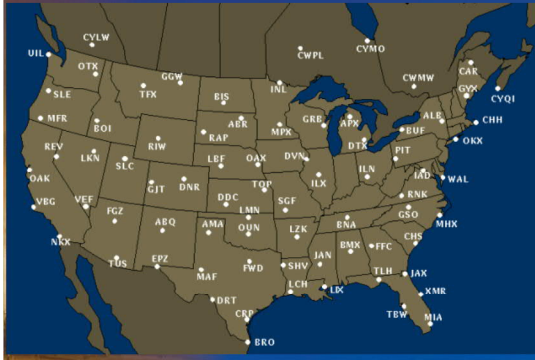 CYLW
CYMO
UIL
CWPL
OTX
GGW
CAR
CWMW
GYX
TFX
INL
BIS
SLE
CYQI
MFR
BOI
ABR
GRB
APX
ALB
CHH
RAP
MPX
BUF
REV
RIW
DTX
OKX
LKN
SLC
LBF
OAX
DVN
PIT
OAK
GJT
DNR
TOP
ILX
ILN
IAD
WAL
VBG
VEF
DDC
SGF
RNK
FGZ
LMN
GSO
ABQ
AMA
OUN
BNA
MHX
NKX
LZK
CHS
TUS
EPZ
FWD
SHV
JAN
BMX
FFC
MAF
LCH
LIX
TLH
JAX
DRT
XMR
CRP
TBW
MIA
BRO